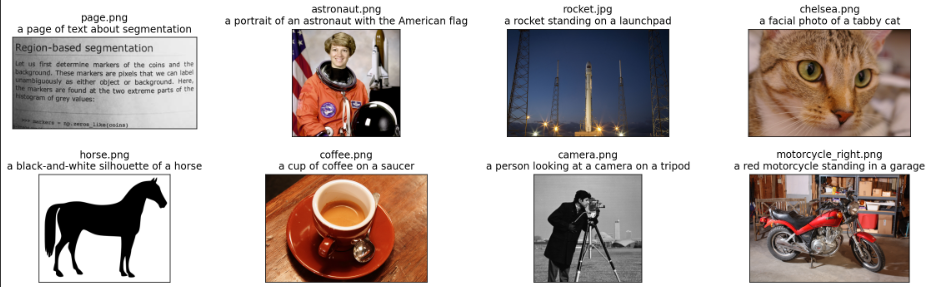 page.png
a page of text about segmentation
Region-based segmentation
Let us first determine markers of the coins and the
background. These markers are pixels that we can label
unambiguously as either object or background. Here,
the markers are found at the two extreme parts of the
histogram of grey values:
>>> markers = np.zeros_like(coins)
astronaut.png
a portrait of an astronaut with the American flag
rocket.jpg
a rocket standing on a launchpad
chelsea.png
a facial photo of a tabby cat
horse.png
a black-and-white silhouette of a horse
coffee.png
a cup of coffee on a saucer
camera.png
a person looking at a camera on a tripod
motorcycle_right.png
a red motorcycle standing in a garage